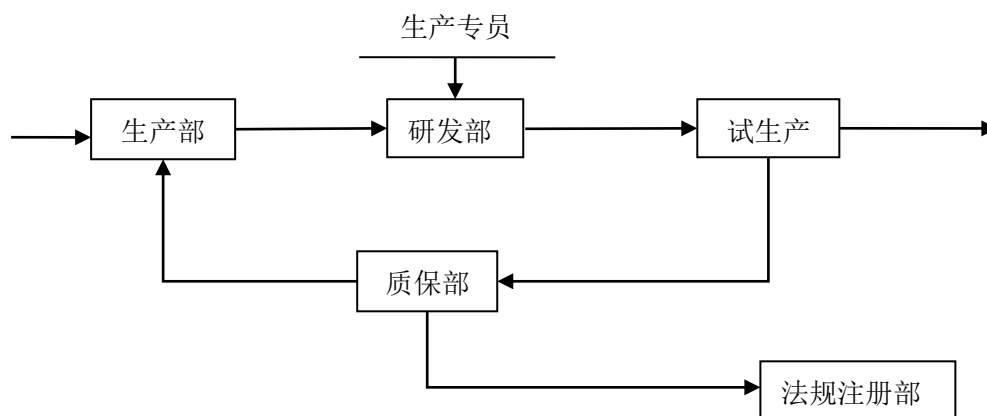 生产专员
生产部
研发部
试生产
质保部
法规注册部